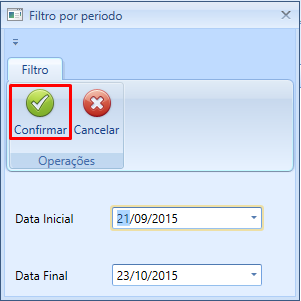 Filtro por periodo
Filtro
Confirmar Cancelar
Operações
Data Inicial 21/09/2015
Data Final 23/10/2015